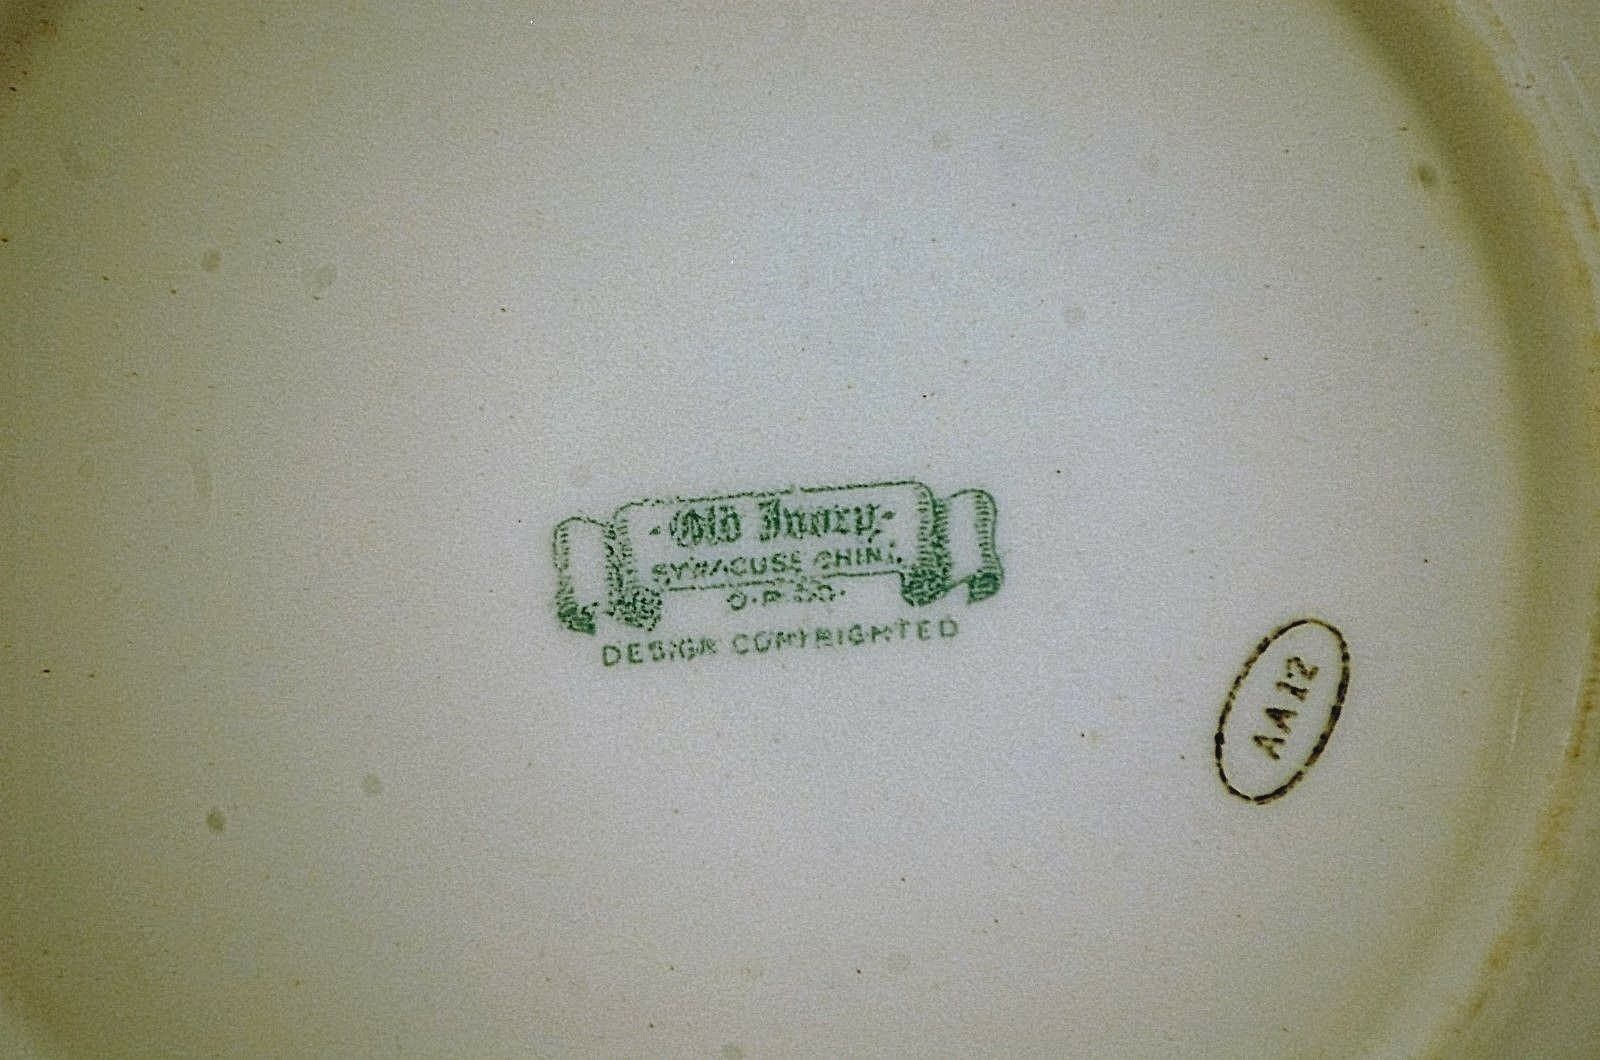 -Old Ivory-
SYRACUSE CHINA
O.P.CO.
DESIGN COPYRIGHTED
AA12